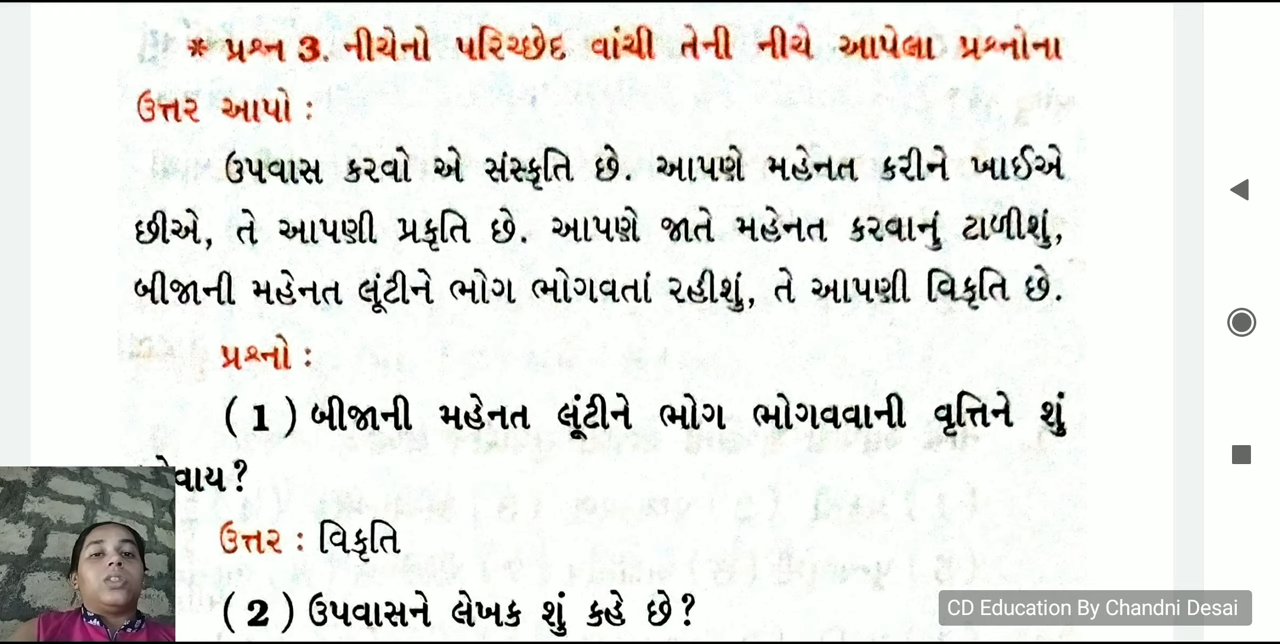 * પ્રશ્ન 3. નીચેનો પરિચ્છેદ વાંચી તેની નીચે આપેલા પ્રશ્નોના
ઉત્તર આપો :
ઉપવાસ કરવો એ સંસ્કૃતિ છે. આપણે મહેનત કરીને ખાઈએ
છીએ, તે આપણી પ્રકૃતિ છે. આપણે જાતે મહેનત કરવાનું ટાળીશું,
બીજાની મહેનત લૂંટીને ભોગ ભોગવતાં રહીશું, તે આપણી વિકૃતિ છે.
પ્રશ્નો :
( 1 ) બીજાની મહેનત લૂંટીને ભોગ ભોગવવાની વૃત્તિને શું
વાય?
ઉત્તર : વિકૃતિ
( 2 ) ઉપવાસને લેખક શું કહે છે?
CD Education By Chandni Desai